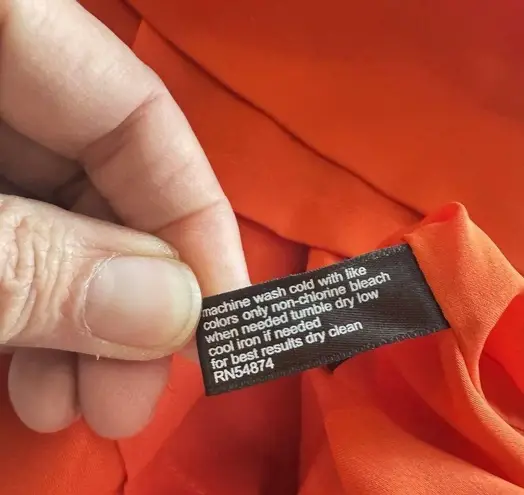 machine wash cold with like
colors only non-chlorine bleach
when needed tumble dry low
cool iron if needed
for best results dry clean
RN54874